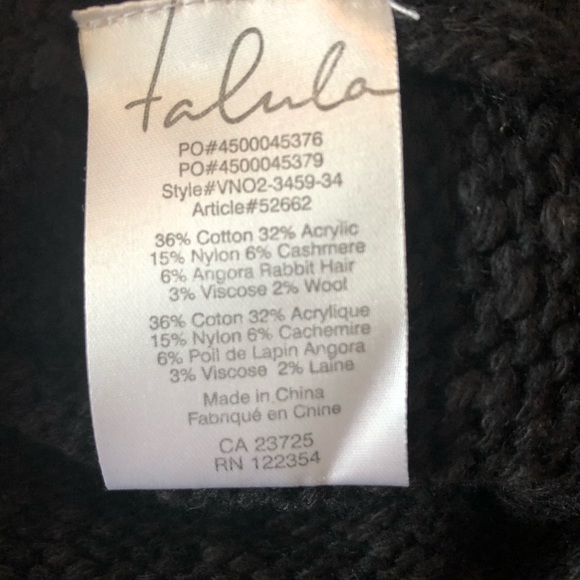 Talula
PO#4500045376
PO#4500045379
Style#VNO2-3459-34
Article#52662
36% Cotton 32% Acrylic
15% Nylon 6% Cashmere
6% Angora Rabbit Hair
3% Viscose 2% Wool
36% Coton 32% Acrylique
15% Nylon 6% Cachemire
6% Poil de Lapin Angora
3% Viscose 2% Laine
Made in China
Fabriqué en Chine
CA 23725
RN 122354